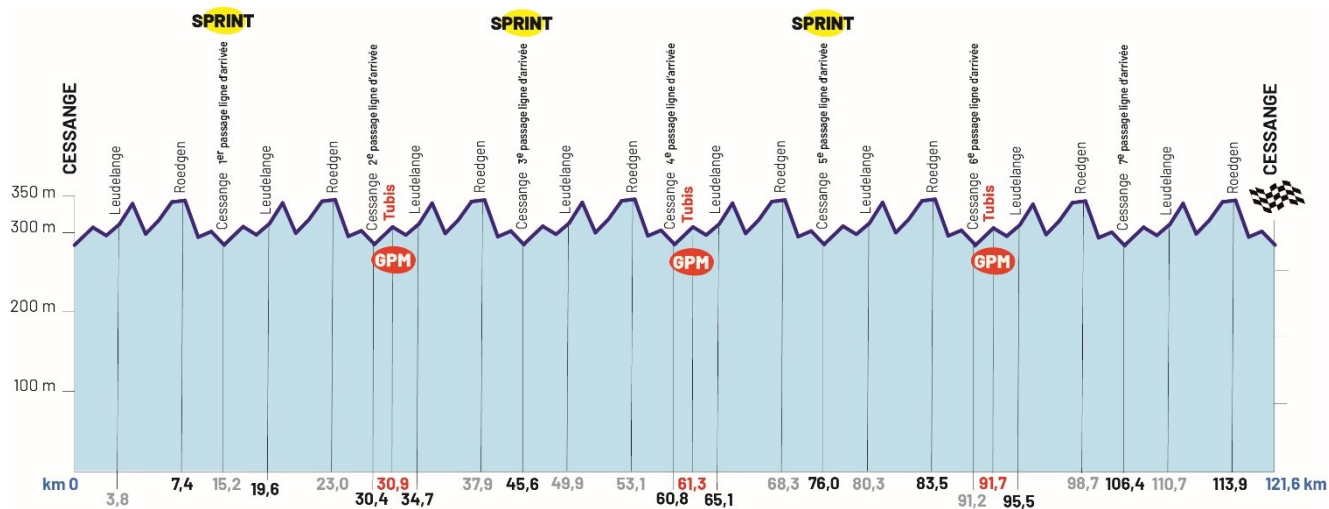 SPRINT
SPRINT
SPRINT
CESSANGE
Leudelange
Roedgen
Cessange 1er passage ligne d'arrivée
Leudelange
Roedgen
Cessange 2e passage ligne d'arrivée
Tubis
Leudelange
Roedgen
Cessange 3e passage ligne d'arrivée
Leudelange
Roedgen
Cessange 4e passage ligne d'arrivée
Tubis
Leudelange
Roedgen
Cessange 5e passage ligne d'arrivée
Leudelange
Roedgen
Cessange 6e passage ligne d'arrivée
Tubis
Leudelange
Roedgen
Cessange 7e passage ligne d'arrivée
Leudelange
Roedgen
CESSANGE
350 m
300 m
200 m
100 m
GPM
GPM
GPM
km 0
3,8
7,4
15,2
19,6
23,0
30,4
30,9
34,7
37,9
45,6
49,9
53,1
60,8
61,3
65,1
68,3
76,0
80,3
83,5
91,2
91,7
95,5
98,7
106,4
110,7
113,9
121,6 km